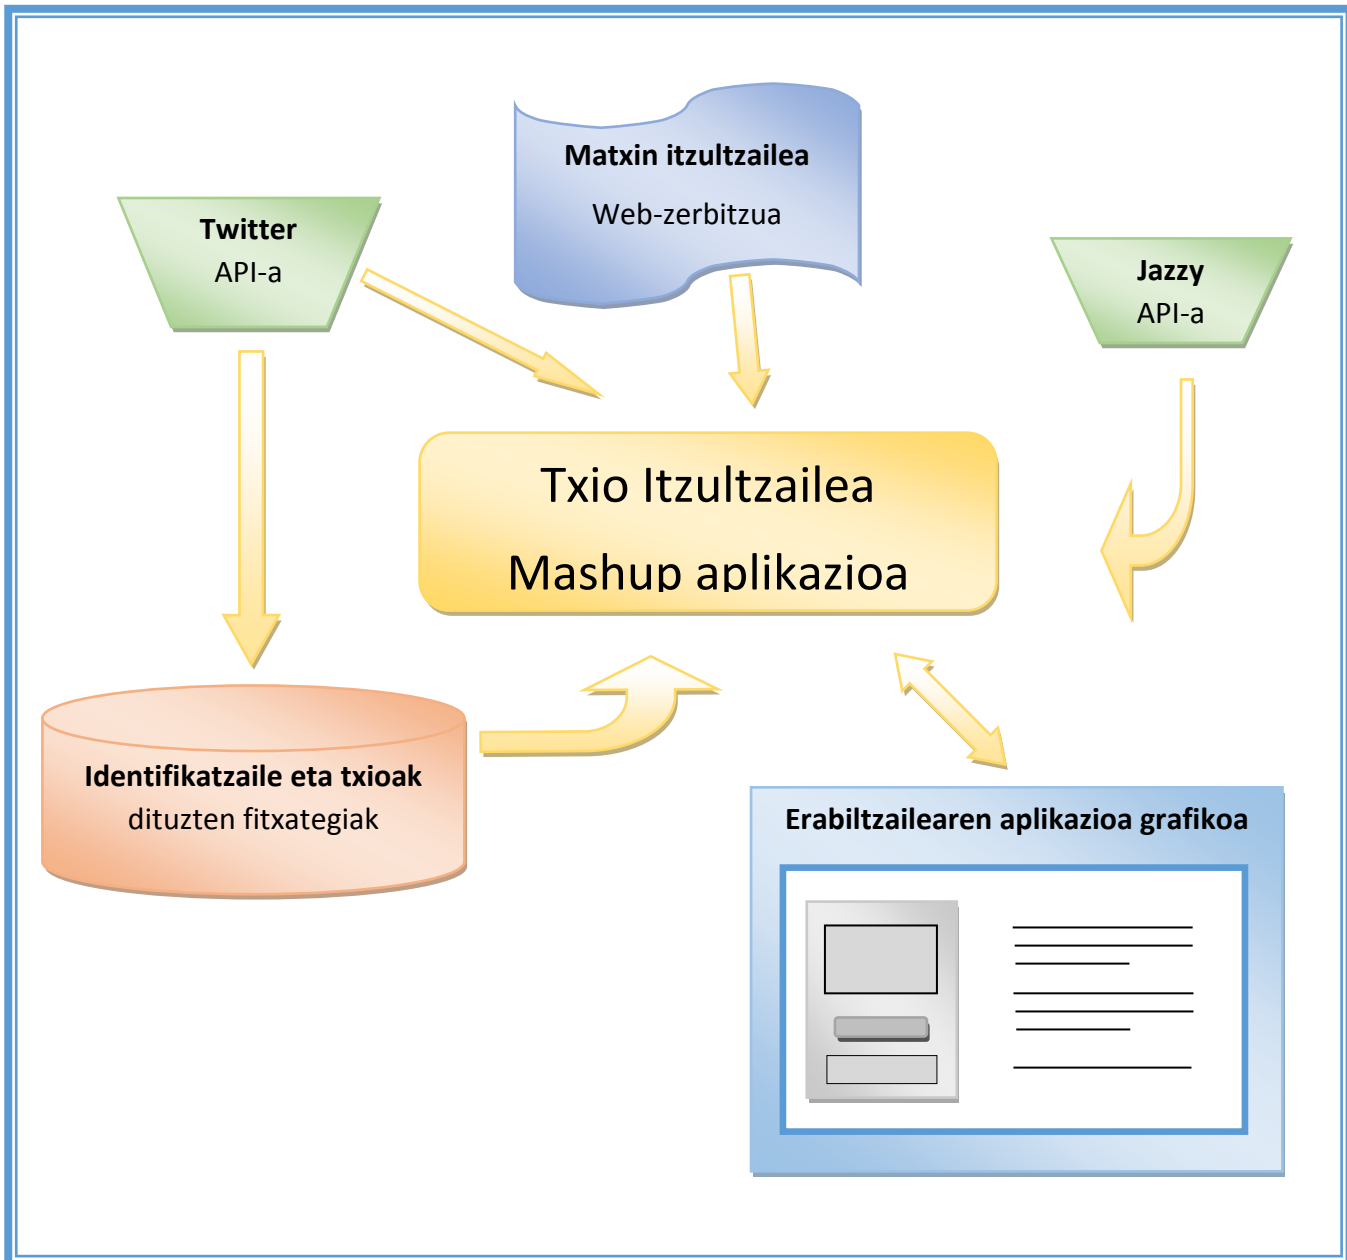 Matxin itzultzailea
Web-zerbitzua
Twitter
API-a
Jazzy
API-a
Txio Itzultzailea
Mashup aplikazioa
Identifikatzaile eta txioak
dituzten fitxategiak
Erabiltzailearen aplikazioa grafikoa